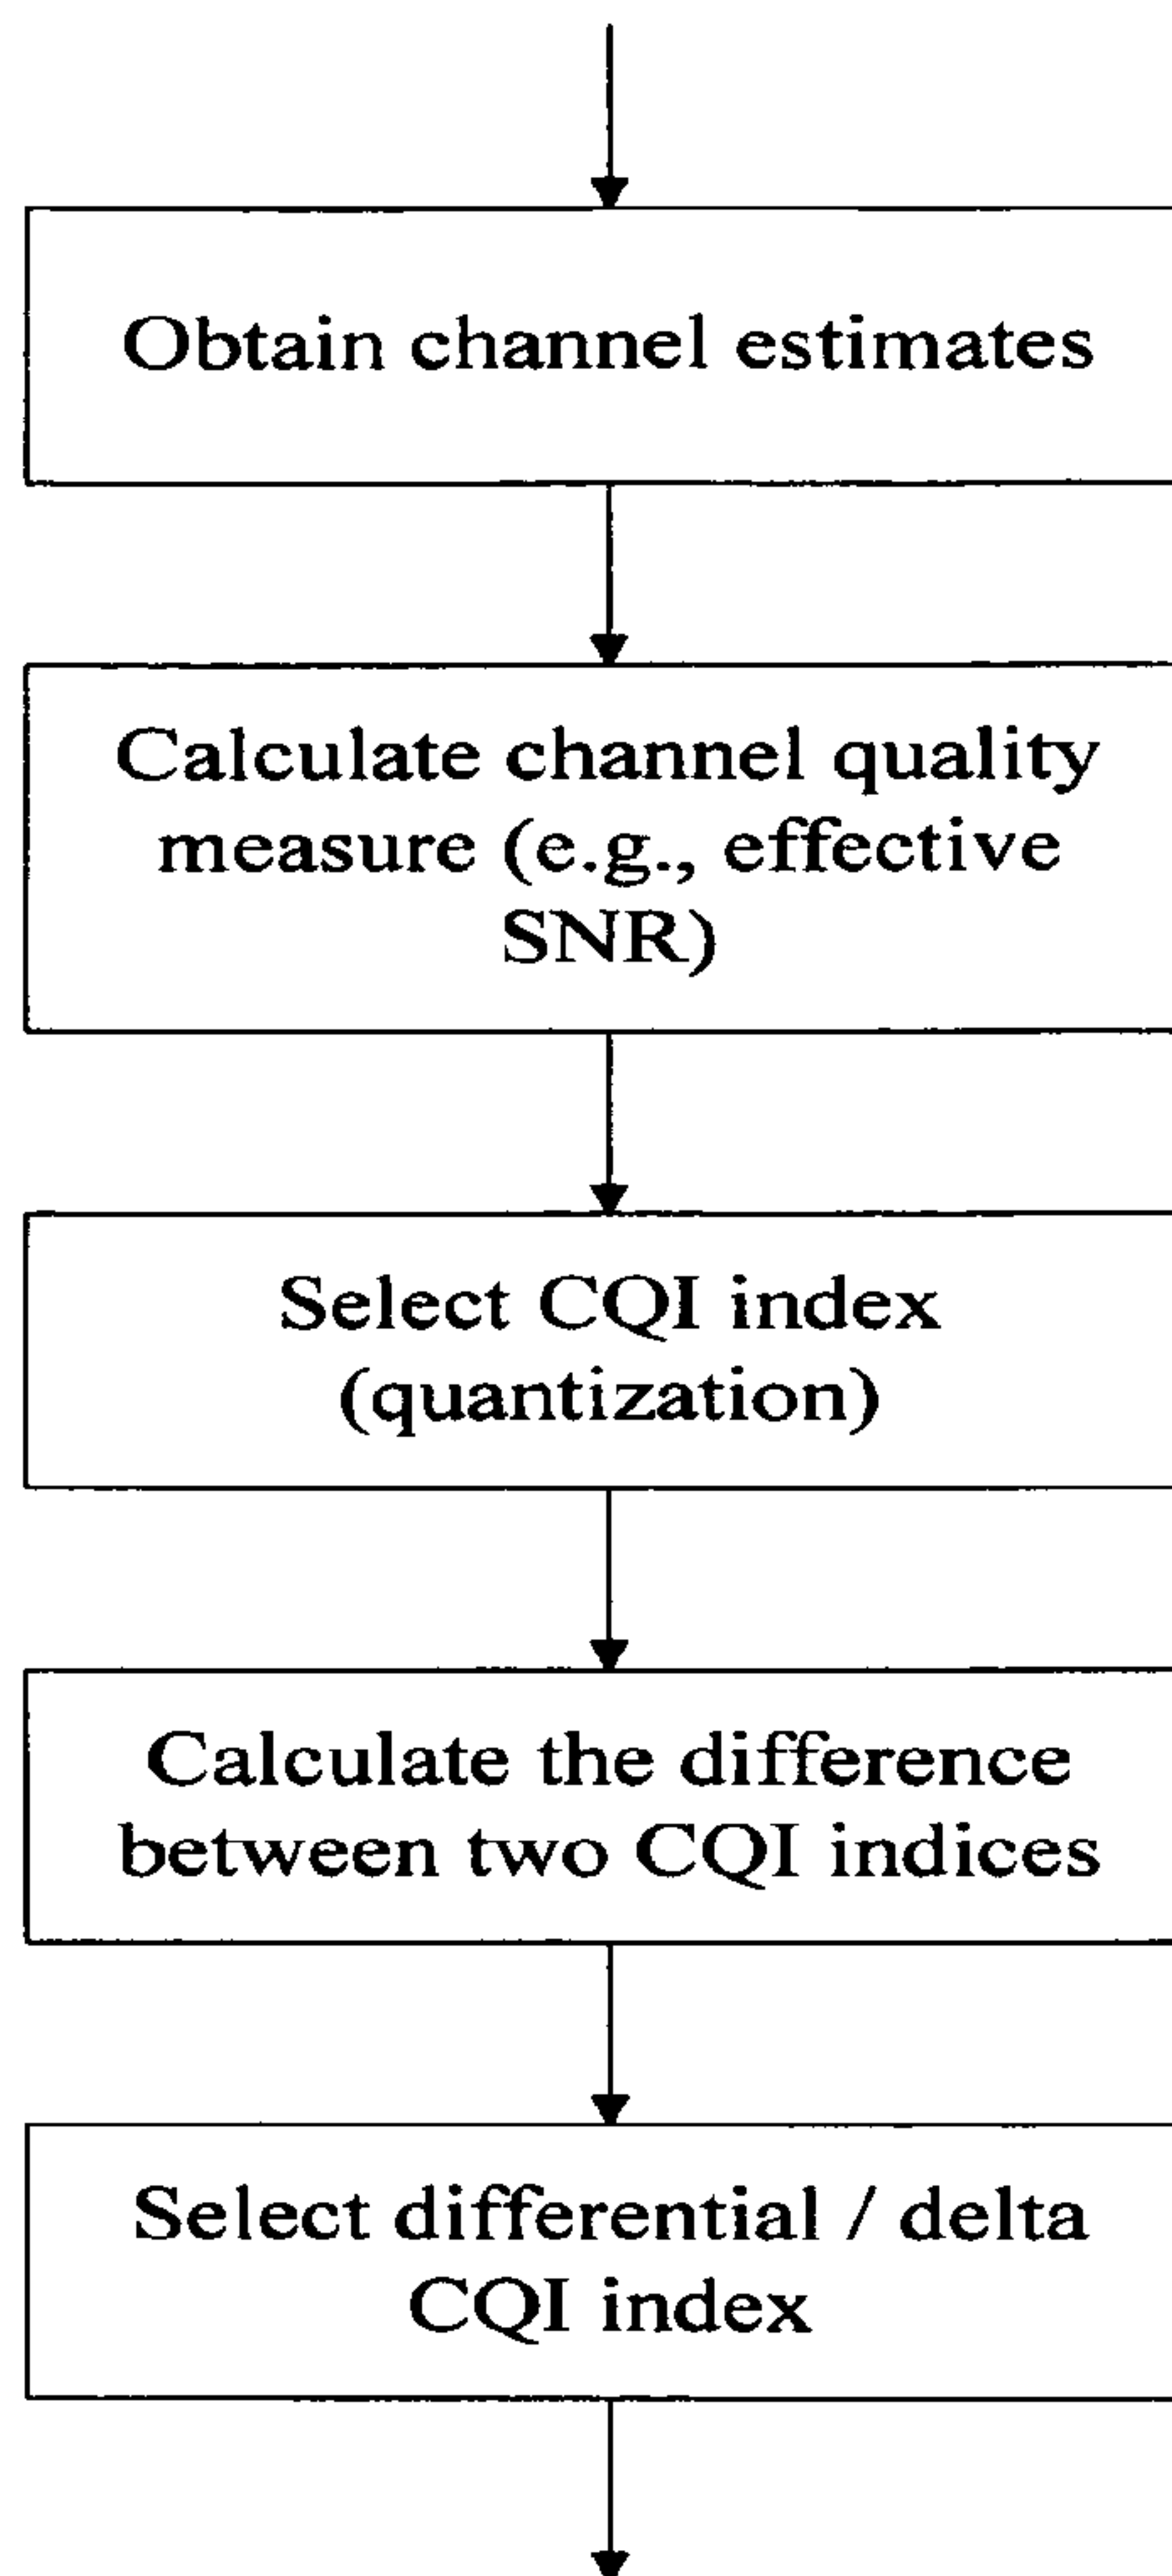 Obtain channel estimates
Calculate channel quality
measure (e.g., effective
SNR)
Select CQI index
(quantization)
Calculate the difference
between two CQI indices
Select differential / delta
CQI index